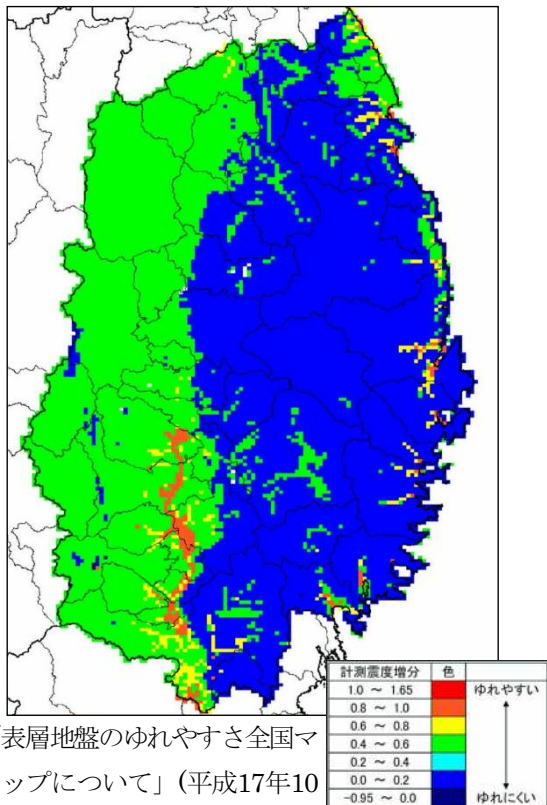 計測震度増分 色
1.0 ～ 1.65 ゆれやすい
0.8 ～ 1.0
0.6 ～ 0.8
0.4 ～ 0.6
0.2 ～ 0.4
0.0 ～ 0.2
-0.95 ～ 0.0 ゆれにくい
表層地盤のゆれやすさ全国マ
ップについて」(平成17年10